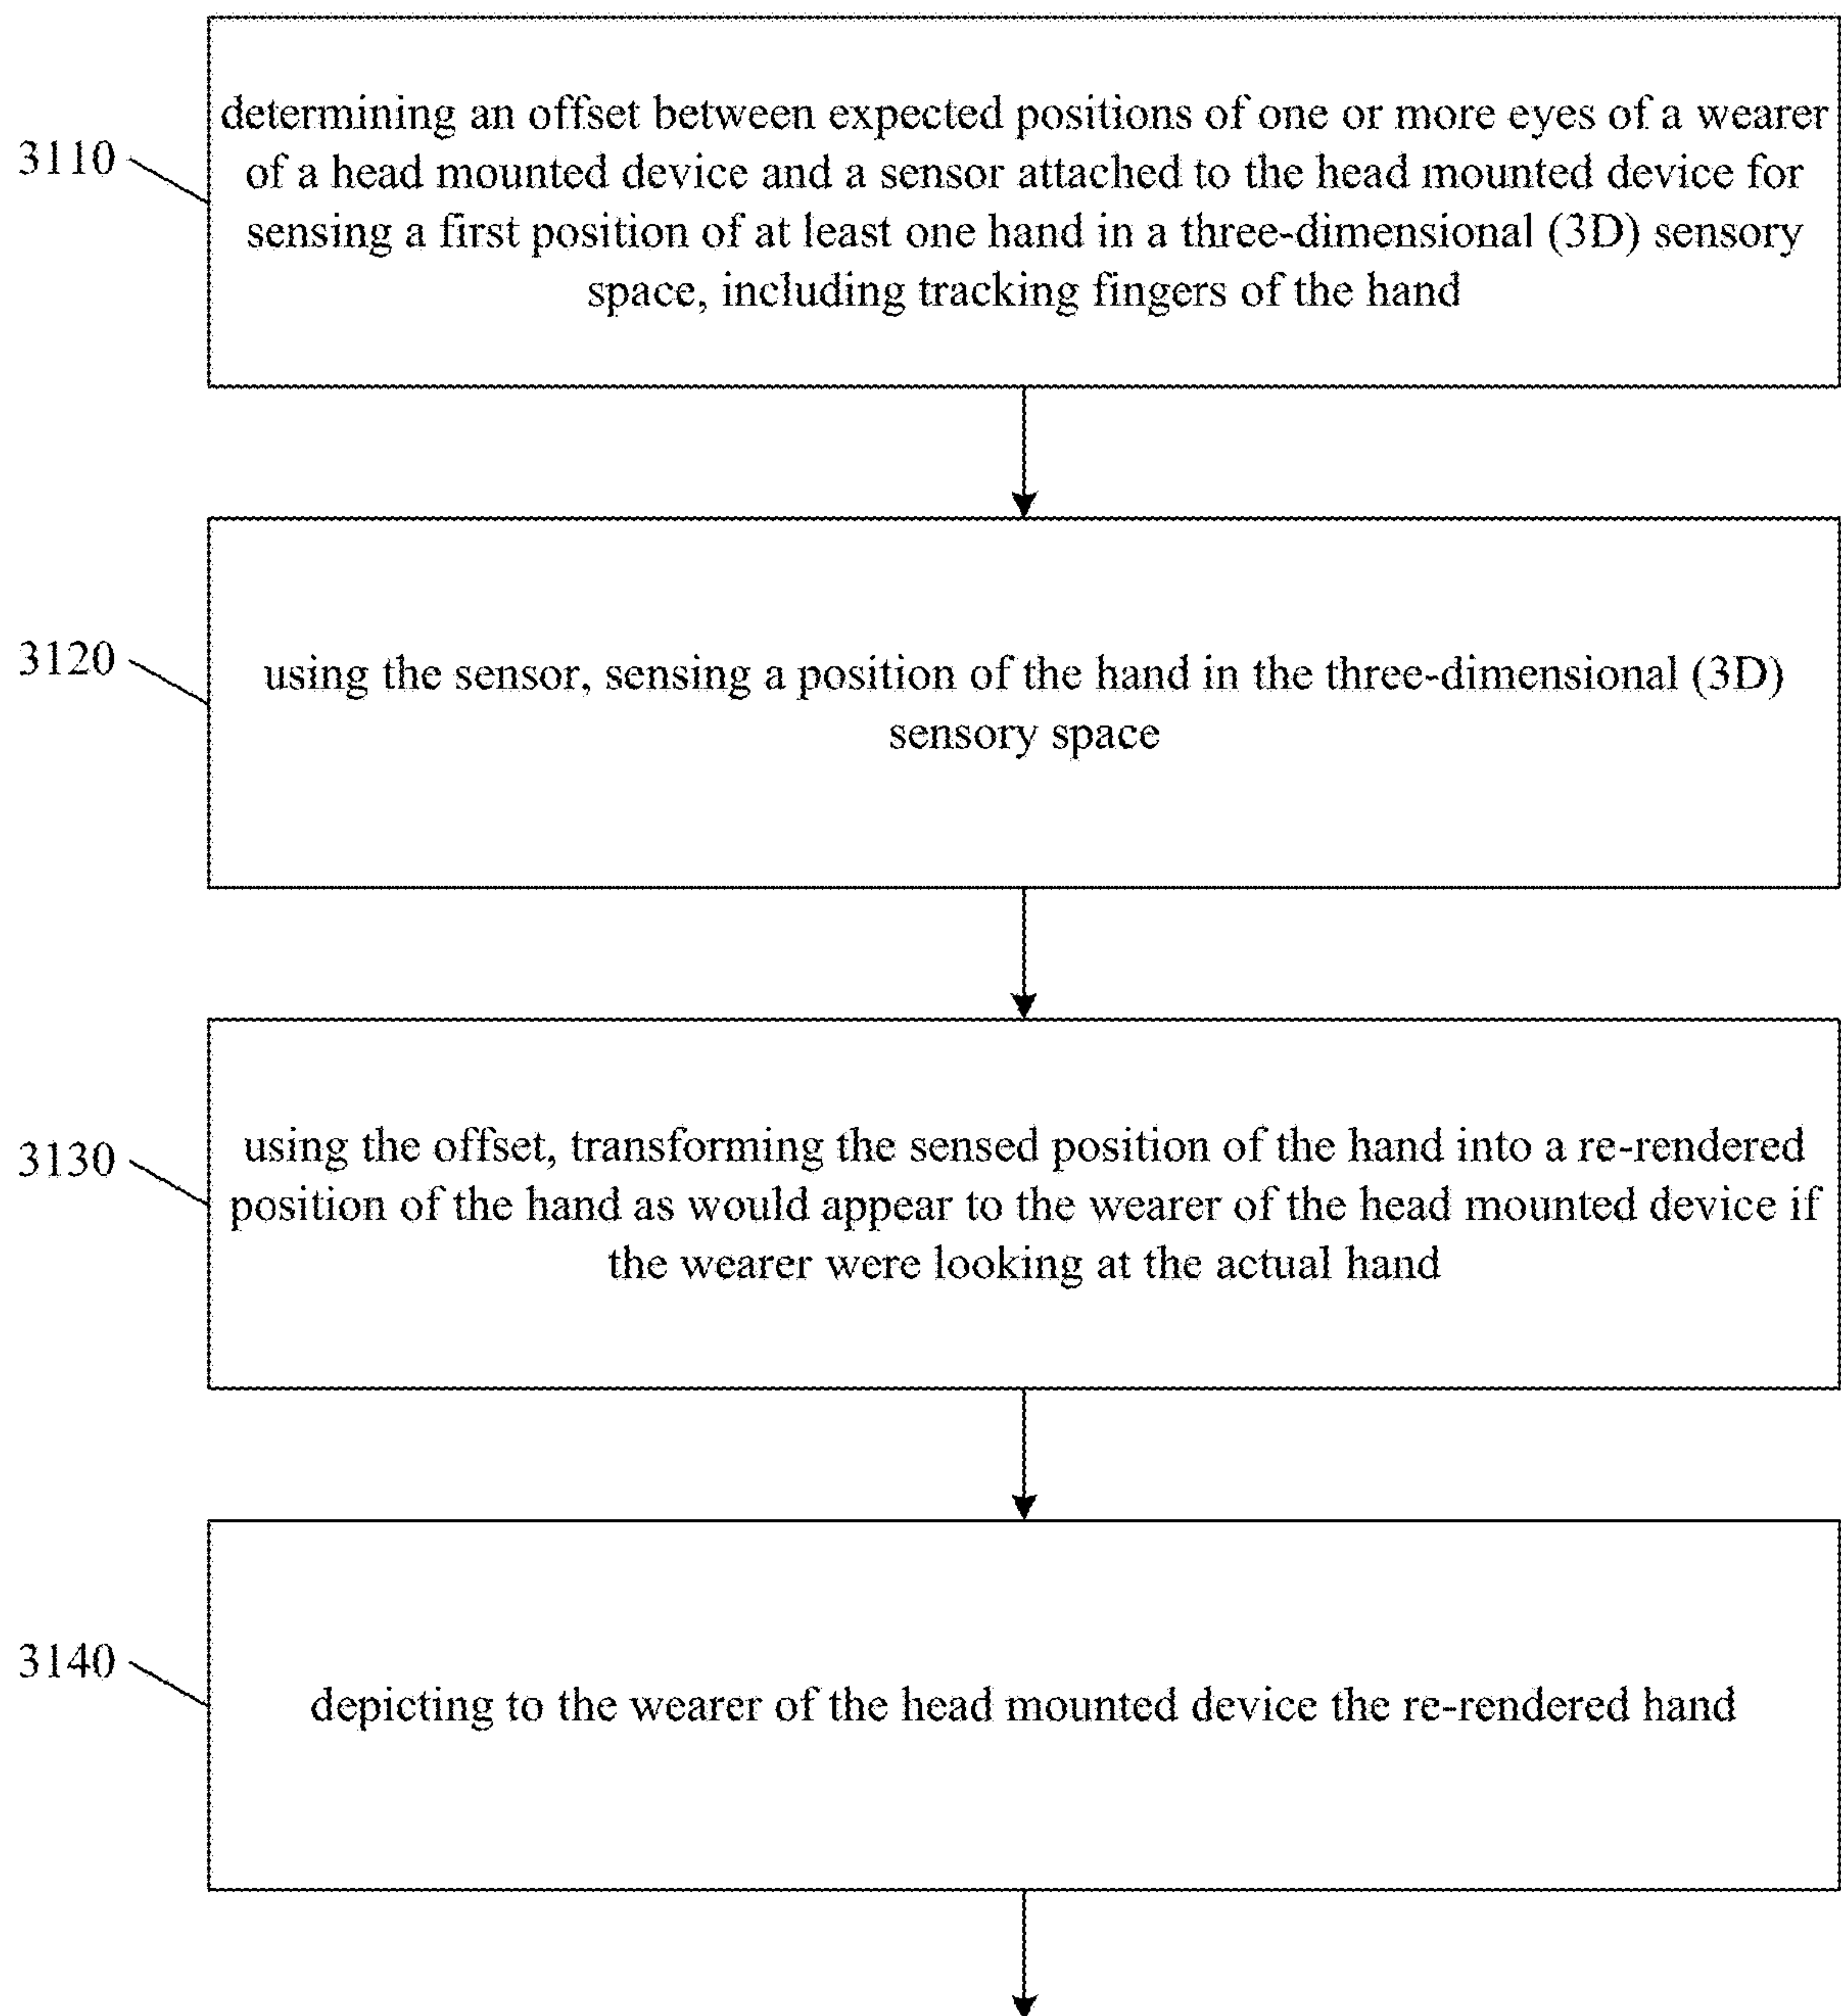 3110
determining an offset between expected positions of one or more eyes of a wearer
of a head mounted device and a sensor attached to the head mounted device for
sensing a first position of at least one hand in a three-dimensional (3D) sensory
space, including tracking fingers of the hand
3120
using the sensor, sensing a position of the hand in the three-dimensional (3D)
sensory space
3130
using the offset, transforming the sensed position of the hand into a re-rendered
position of the hand as would appear to the wearer of the head mounted device if
the wearer were looking at the actual hand
3140
depicting to the wearer of the head mounted device the re-rendered hand